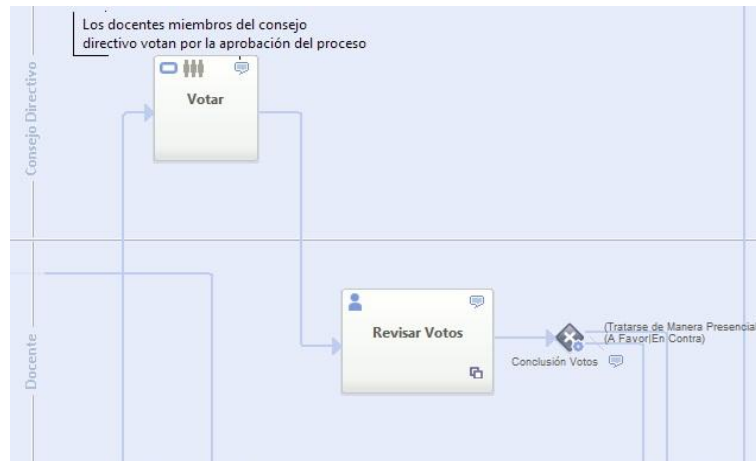 Los docentes miembros del consejo
directivo votan por la aprobación del proceso
Consejo Directivo
Votar
Docente
Revisar Votos
(Tratarse de Manera Presencial
(A Favor|En Contra)
Conclusión Votos